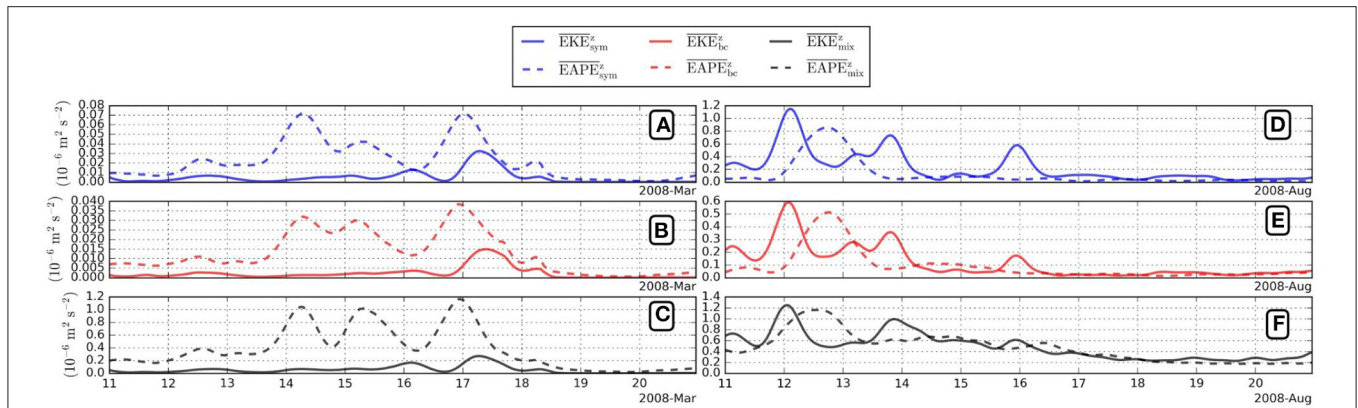 EKE^z_sym EKE^z_bc EKE^z_mix
EAPE^z_sym EAPE^z_bc EAPE^z_mix
A
(10^-6 m^2 s^-2)
0.08
0.07
0.06
0.05
0.04
0.03
0.02
0.01
0.00
2008-Mar
D
1.2
1.0
0.8
0.6
0.4
0.2
0.0
2008-Aug
B
(10^-6 m^2 s^-2)
0.040
0.035
0.030
0.025
0.020
0.015
0.010
0.005
0.000
2008-Mar
E
0.6
0.5
0.4
0.3
0.2
0.1
0.0
2008-Aug
C
(10^-6 m^2 s^-2)
1.2
1.0
0.8
0.6
0.4
0.2
0.0
11 12 13 14 15 16 17 18 19 20
2008-Mar
F
1.4
1.2
1.0
0.8
0.6
0.4
0.2
0.0
11 12 13 14 15 16 17 18 19 20
2008-Aug